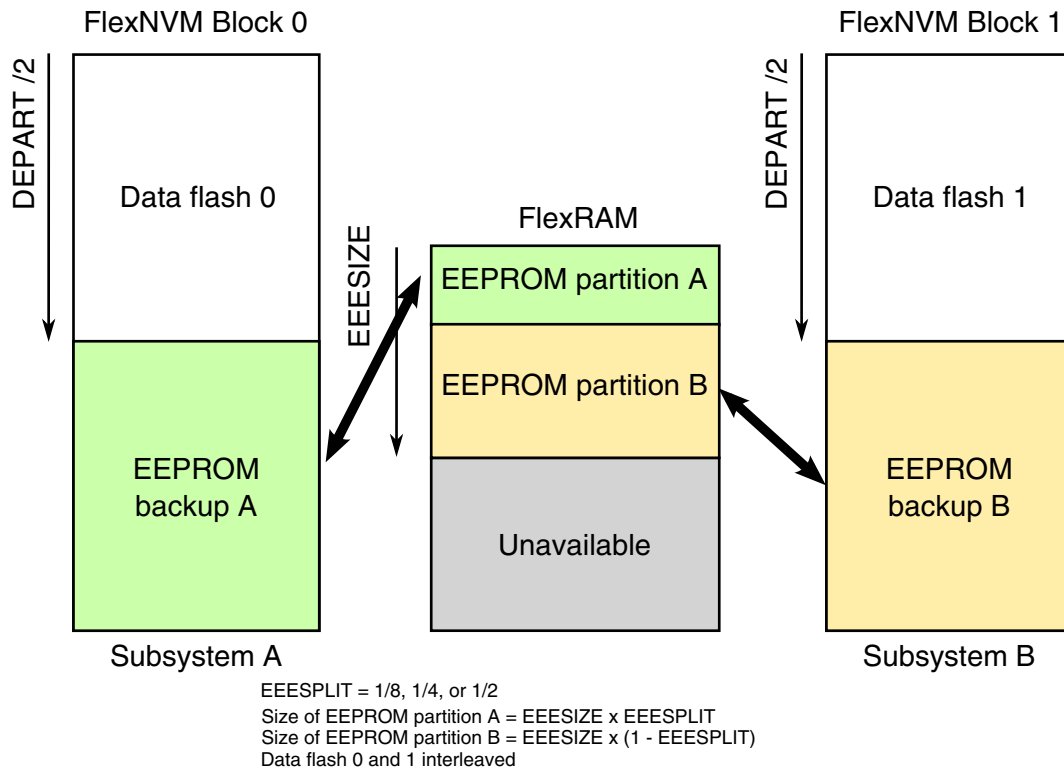 FlexNVM Block 0
FlexNVM Block 1
DEPART /2
DEPART /2
Data flash 0
Data flash 1
FlexRAM
EEESIZE
EEPROM partition A
EEPROM partition B
EEPROM
backup A
EEPROM
backup B
Unavailable
Subsystem A
Subsystem B
EEESPLIT = 1/8, 1/4, or 1/2
Size of EEPROM partition A = EEESIZE x EEESPLIT
Size of EEPROM partition B = EEESIZE x (1 - EEESPLIT)
Data flash 0 and 1 interleaved